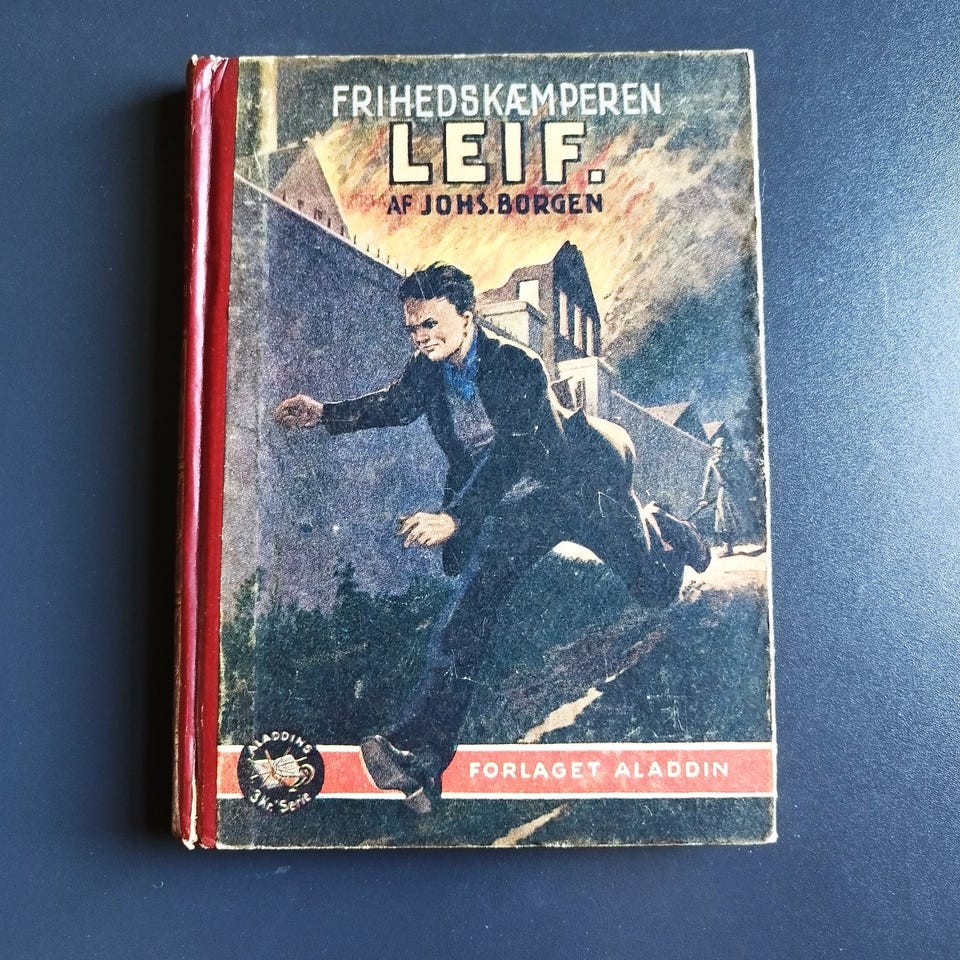 FRIHEDSKÆMPEREN
LEIF.
AF JOHS. BORGEN
FORLAGET ALADDIN
ALADDINS
3 Kr. Serie